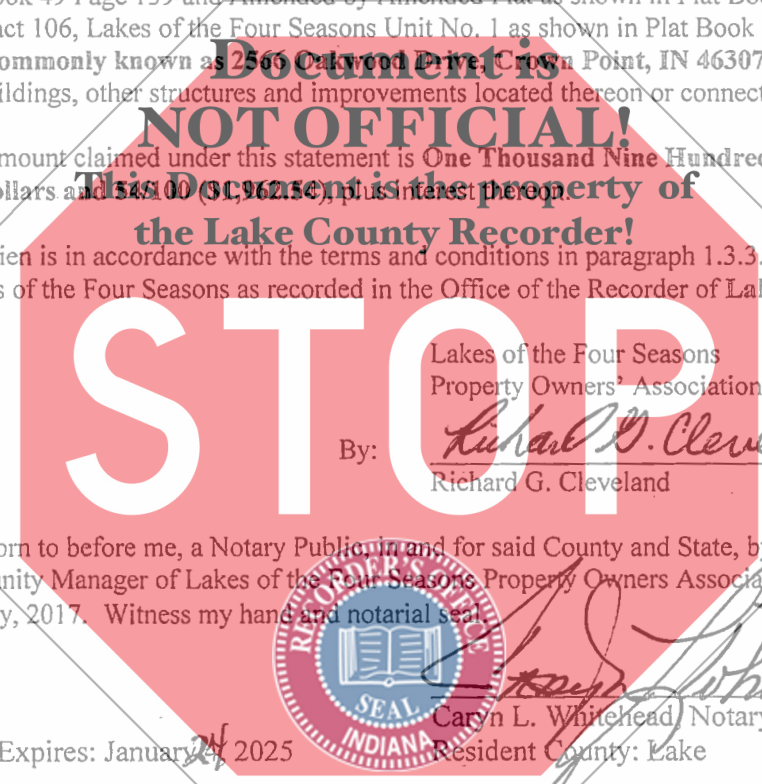 ook 49 Page 139 and Amended by Amended Plat as shown in Plat Boo
act 106, Lakes of the Four Seasons Unit No. 1 as shown in Plat Book
ommonly known as 2566 Oakwood Drive, Crown Point, IN 46307
Document is
ildings, other structures and improvements located thereon or connect
NOT OFFICIAL!
mount claimed under this statement is One Thousand Nine Hundred
ollars and 54/100 ($1,962.54), plus interest thereon.
This Document is the property of
the Lake County Recorder!
ien is in accordance with the terms and conditions in paragraph 1.3.3.
s of the Four Seasons as recorded in the Office of the Recorder of Lak
STOP
Lakes of the Four Seasons
Property Owners' Association
By: Richard G. Cleve
Richard G. Cleveland
orn to before me, a Notary Public, in and for said County and State, by
unity Manager of Lakes of the Four Seasons Property Owners Associa
y, 2017. Witness my hand and notarial seal.
RECORDER'S OFFICE
SEAL
INDIANA
Caryn L. Whitehead, Notary
Expires: January 24, 2025
Resident County: Lake